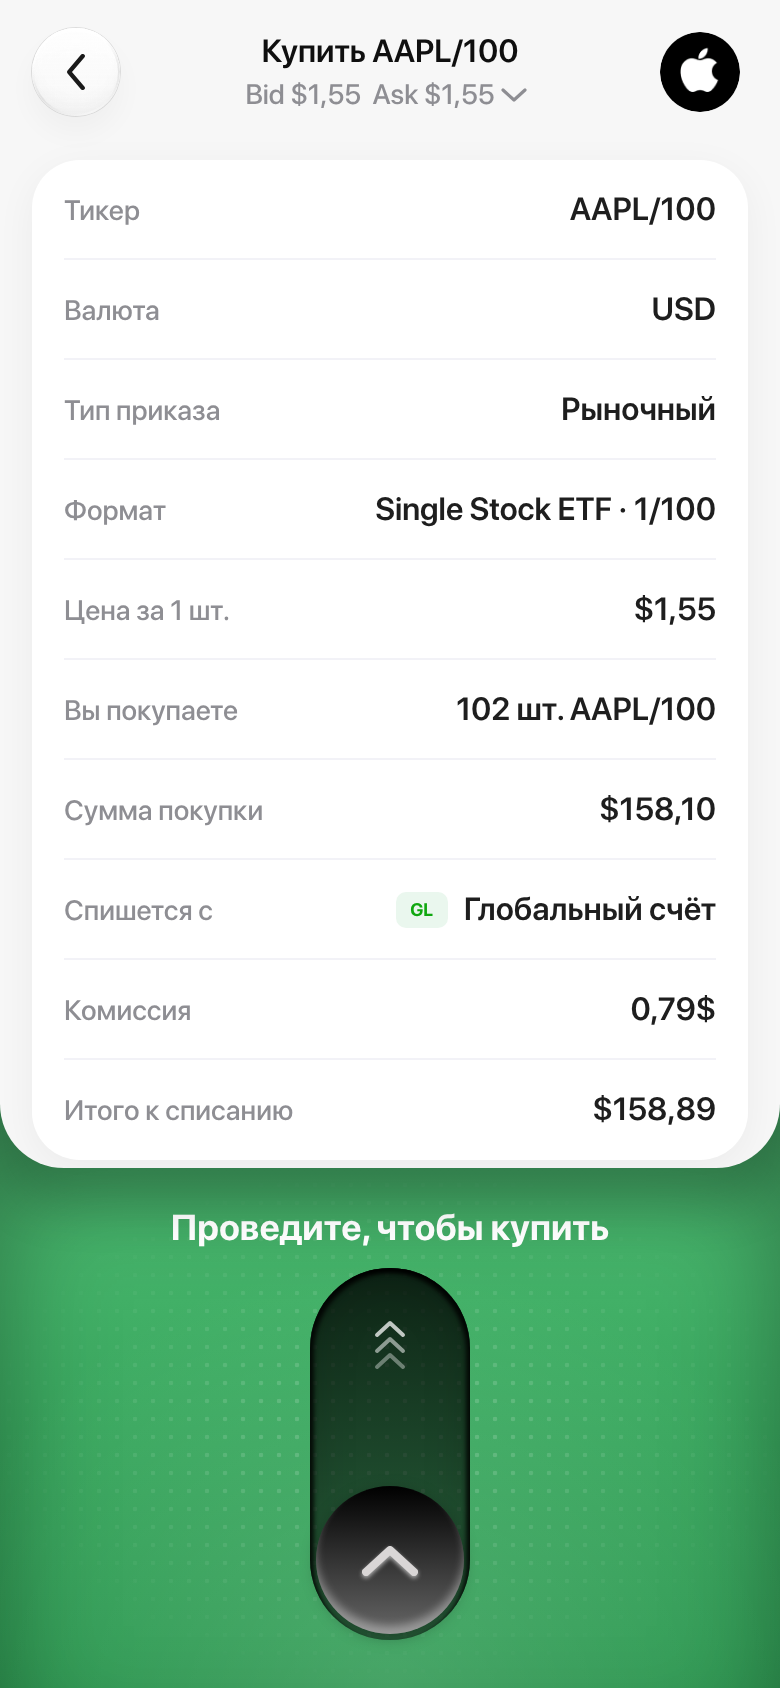 Купить AAPL/100
Bid $1,55 Ask $1,55
Тикер AAPL/100
Валюта USD
Тип приказа Рыночный
Формат Single Stock ETF · 1/100
Цена за 1 шт. $1,55
Вы покупаете 102 шт. AAPL/100
Сумма покупки $158,10
Спишется с GL Глобальный счёт
Комиссия 0,79$
Итого к списанию $158,89
Проведите, чтобы купить